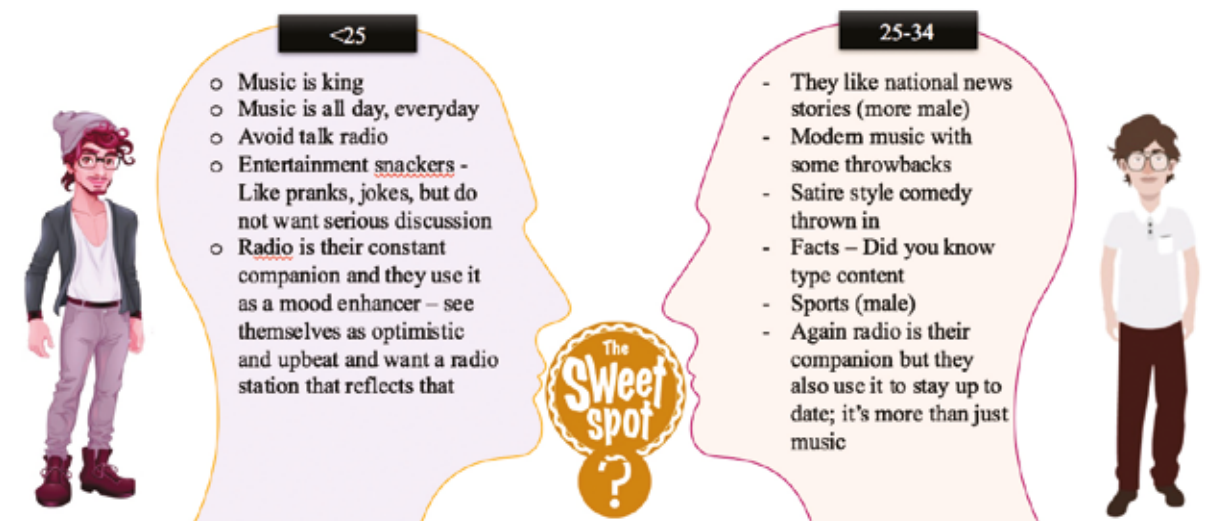 <25
o Music is king
o Music is all day, everyday
o Avoid talk radio
o Entertainment snackers -
Like pranks, jokes, but do
not want serious discussion
o Radio is their constant
companion and they use it
as a mood enhancer – see
themselves as optimistic
and upbeat and want a radio
station that reflects that
The
Sweet
spot
?
25-34
- They like national news
stories (more male)
- Modern music with
some throwbacks
- Satire style comedy
thrown in
- Facts – Did you know
type content
- Sports (male)
- Again radio is their
companion but they
also use it to stay up to
date; it's more than just
music